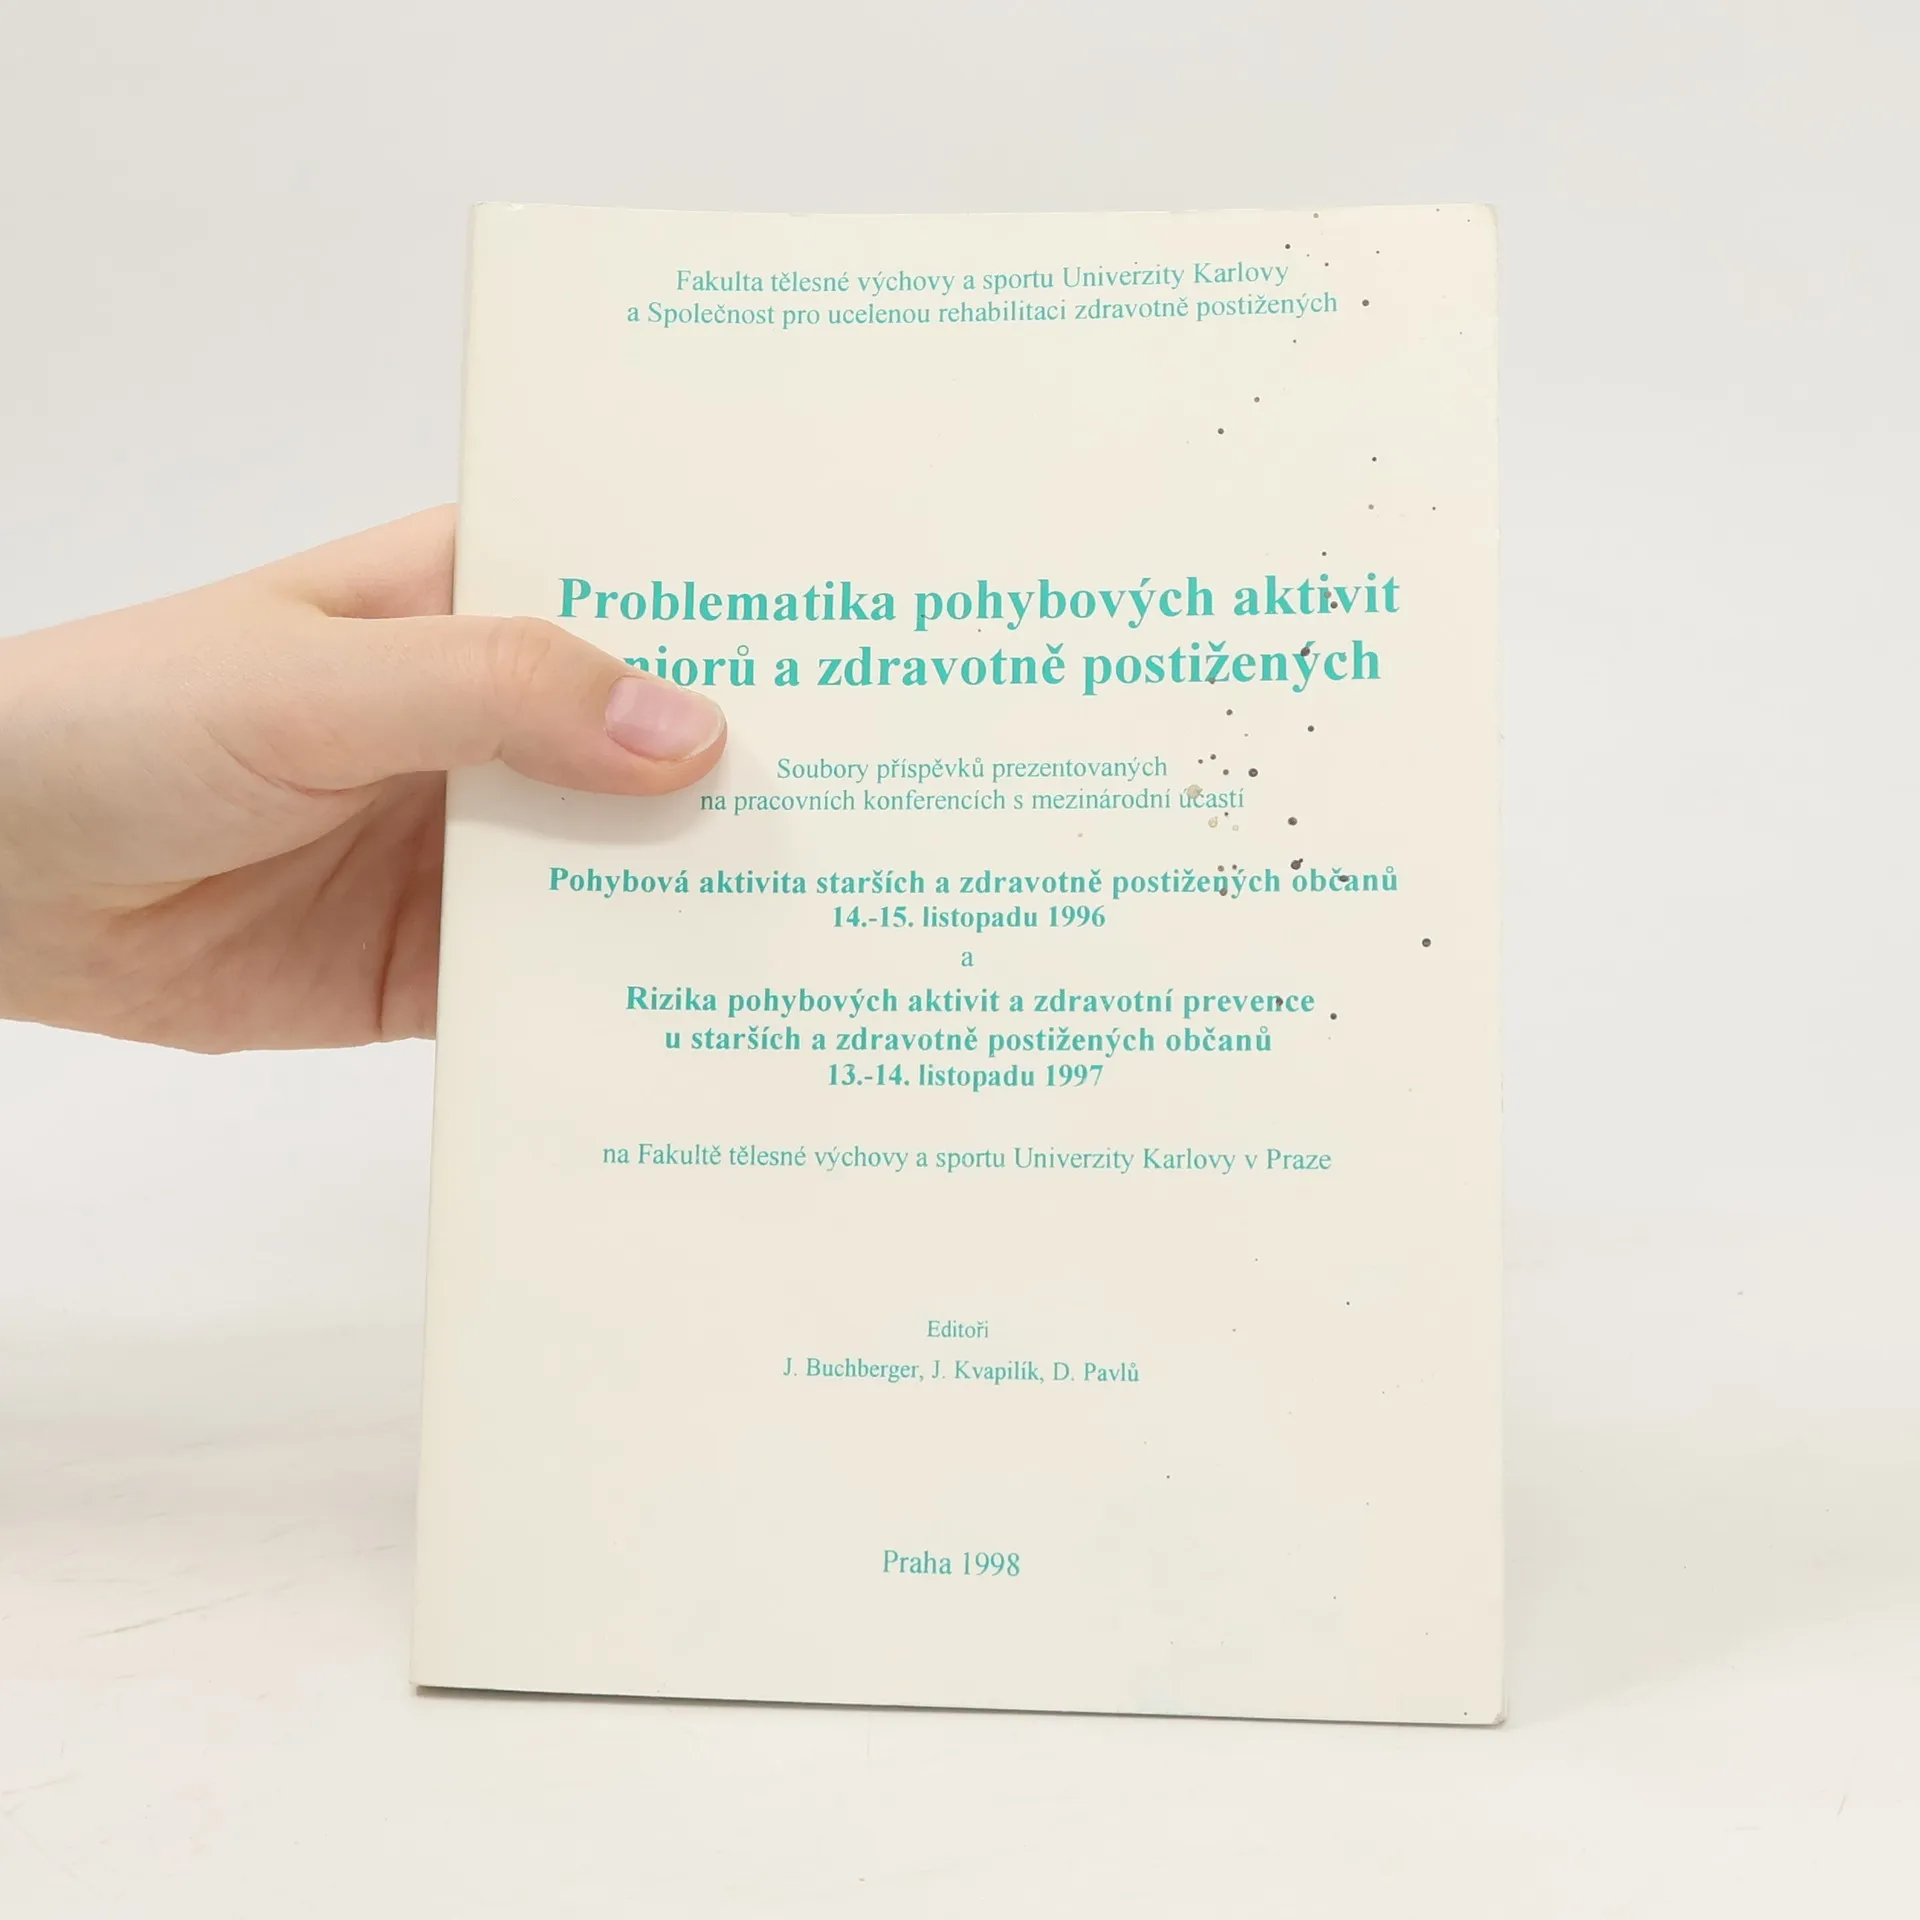 Fakulta tělesné výchovy a sportu Univerzity Karlovy
a Společnost pro ucelenou rehabilitaci zdravotně postižených
Problematika pohybových aktivit
a zdravotně postižených
Soubory příspěvků prezentovaných
na pracovních konferencích s mezinárodní účastí
Pohybová aktivita starších a zdravotně postižených občanů
14.-15. listopadu 1996
a
Rizika pohybových aktivit a zdravotní prevence
u starších a zdravotně postižených občanů
13.-14. listopadu 1997
na Fakultě tělesné výchovy a sportu Univerzity Karlovy v Praze
Editoři
J. Buchberger, J. Kvapilík, D. Pavlů
Praha 1998